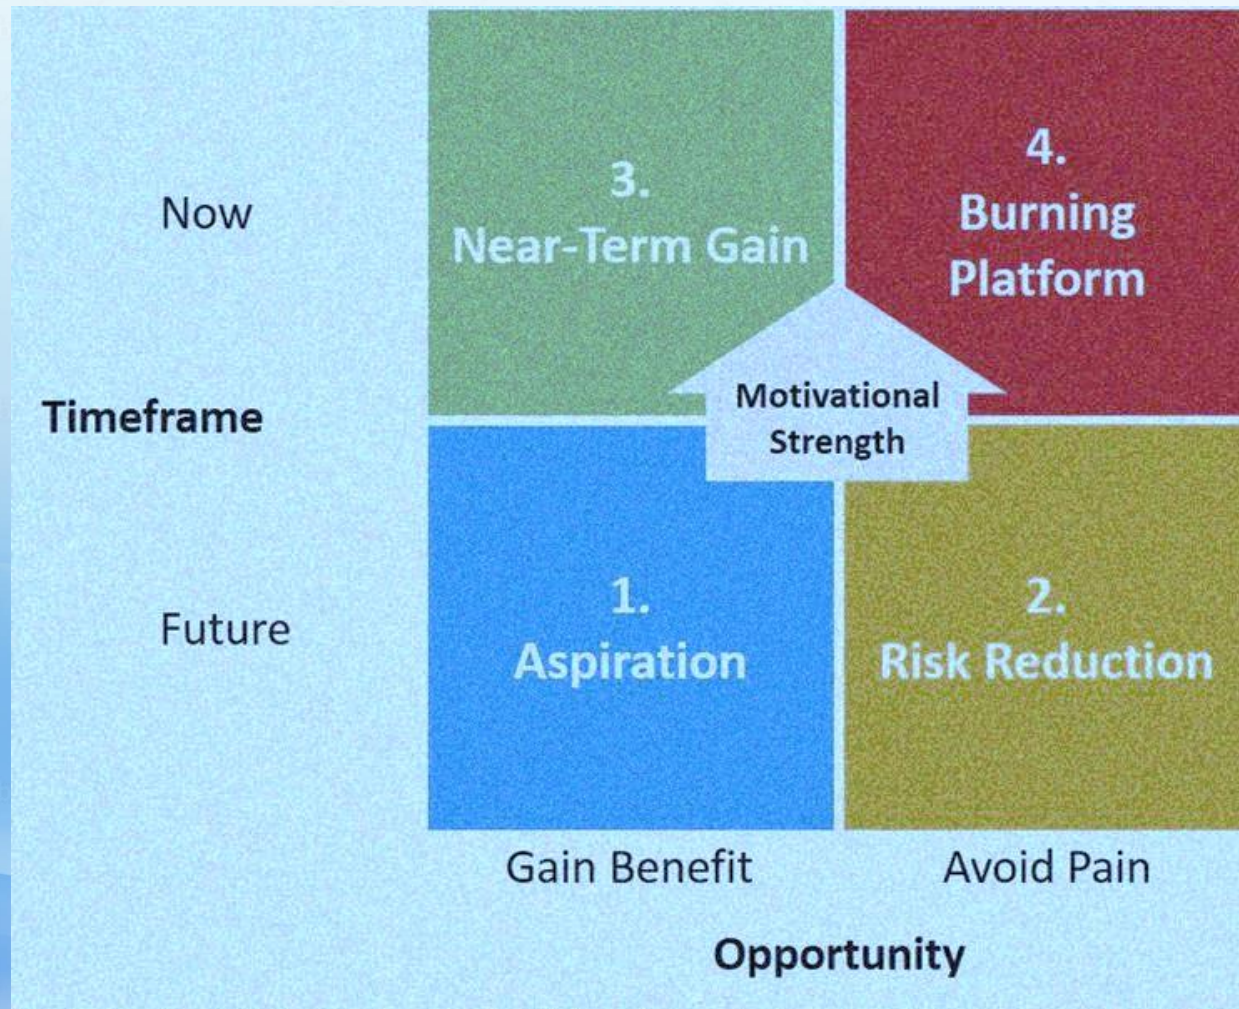 3.
Near-Term Gain
4.
Burning
Platform
Now
Motivational
Strength
Timeframe
1.
Aspiration
2.
Risk Reduction
Future
Gain Benefit
Avoid Pain
Opportunity